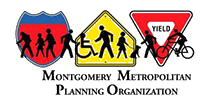 YIELD
MONTGOMERY METROPOLITAN
PLANNING ORGANIZATION